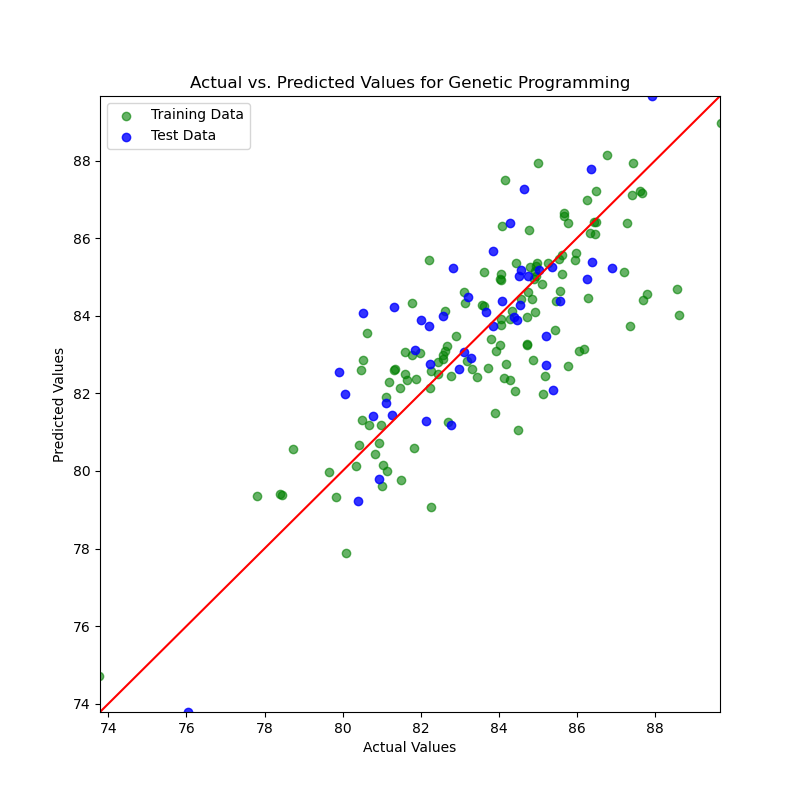 Actual vs. Predicted Values for Genetic Programming
Training Data
Test Data
88
86
84
82
80
78
76
74
Predicted Values
74 76 78 80 82 84 86 88
Actual Values